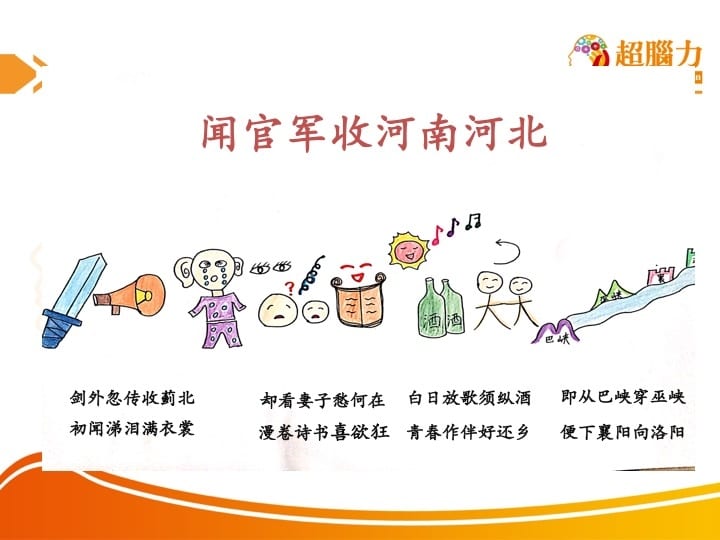 超腦力
闻官军收河南河北
酒 酒
巴峡
剑外忽传收蓟北
初闻涕泪满衣裳
却看妻子愁何在
漫卷诗书喜欲狂
白日放歌须纵酒
青春作伴好还乡
即从巴峡穿巫峡
便下襄阳向洛阳